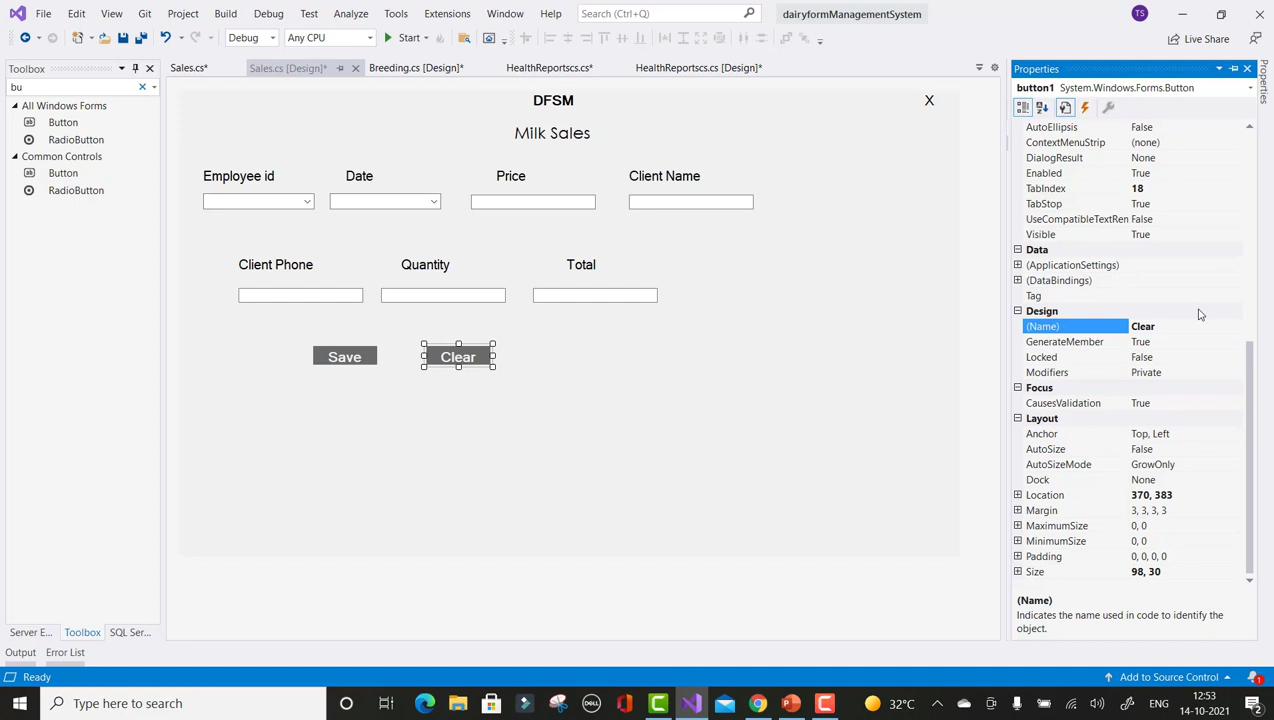 File Edit View Git Project Build Debug Test Analyze Tools Extensions Window Help Search (Ctrl+Q) dairyformManagementSystem TS
Debug Any CPU Start Live Share
Toolbox
bu
All Windows Forms
Button
RadioButton
Common Controls
Button
RadioButton
Sales.cs* Sales.cs [Design]* Breeding.cs [Design]* HealthReportscs.cs* HealthReportscs.cs [Design]*
DFSM X
Milk Sales
Employee id Date Price Client Name
Client Phone Quantity Total
Save Clear
Properties
button1 System.Windows.Forms.Button
AutoEllipsis False
ContextMenuStrip (none)
DialogResult None
Enabled True
TabIndex 18
TabStop True
UseCompatibleTextRen False
Visible True
Data
(ApplicationSettings)
(DataBindings)
Tag
Design
(Name) Clear
GenerateMember True
Locked False
Modifiers Private
Focus
CausesValidation True
Layout
Anchor Top, Left
AutoSize False
AutoSizeMode GrowOnly
Dock None
Location 370, 383
Margin 3, 3, 3, 3
MaximumSize 0, 0
MinimumSize 0, 0
Padding 0, 0, 0, 0
Size 98, 30
(Name)
Indicates the name used in code to identify the
object.
Properties
Server E... Toolbox SQL Ser...
Output Error List
Ready Add to Source Control 1
Type here to search DELL 32°C ENG 12:53
14-10-2021 2